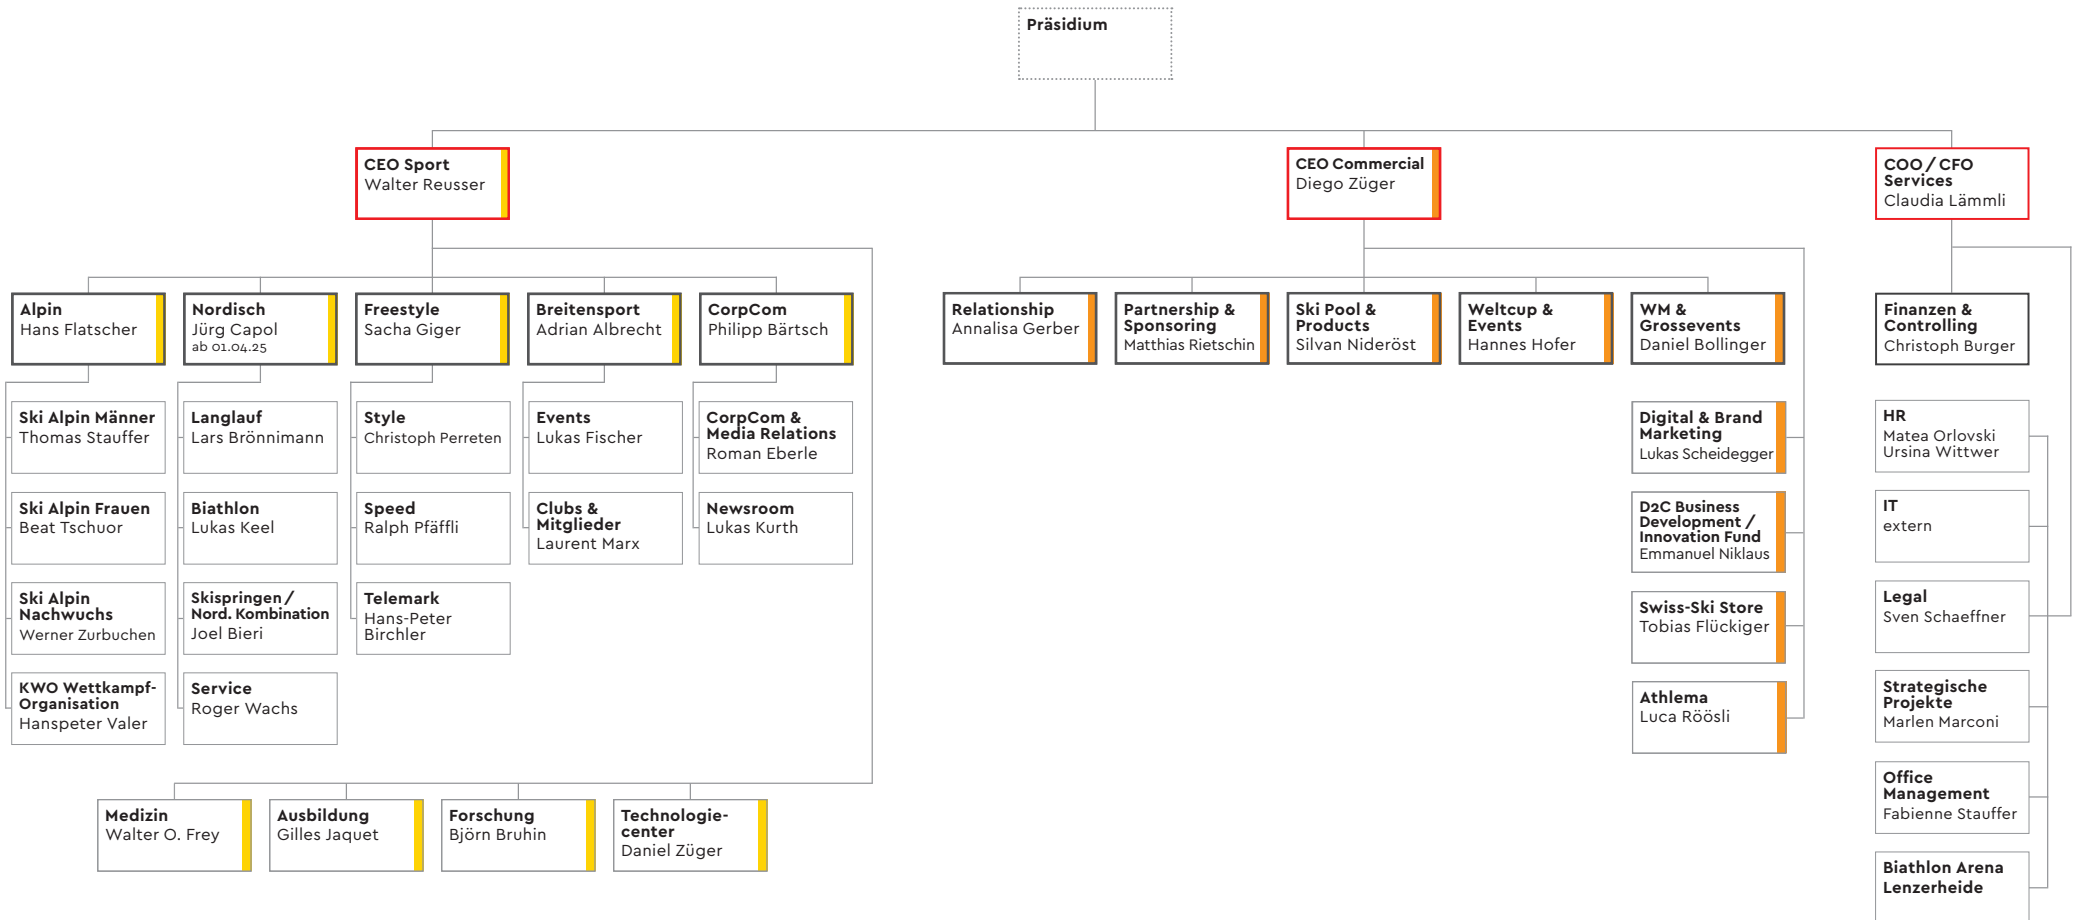 Präsidium
CEO Sport
Walter Reusser
CEO Commercial
Diego Züger
COO / CFO
Services
Claudia Lämmli
Alpin
Hans Flatscher
Nordisch
Jürg Capol
ab 01.04.25
Freestyle
Sacha Giger
Breitensport
Adrian Albrecht
CorpCom
Philipp Bärtsch
Relationship
Annalisa Gerber
Partnership &
Sponsoring
Matthias Rietschin
Ski Pool &
Products
Silvan Nideröst
Weltcup &
Events
Hannes Hofer
WM &
Grossevents
Daniel Bollinger
Finanzen &
Controlling
Christoph Burger
Ski Alpin Männer
Thomas Stauffer
Langlauf
Lars Brönnimann
Style
Christoph Perreten
Events
Lukas Fischer
CorpCom &
Media Relations
Roman Eberle
Digital & Brand
Marketing
Lukas Scheidegger
HR
Matea Orlovski
Ursina Wittwer
Ski Alpin Frauen
Beat Tschuor
Biathlon
Lukas Keel
Speed
Ralph Pfäffli
Clubs &
Mitglieder
Laurent Marx
Newsroom
Lukas Kurth
D2C Business
Development /
Innovation Fund
Emmanuel Niklaus
IT
extern
Ski Alpin
Nachwuchs
Werner Zurbuchen
Skispringen /
Nord. Kombination
Joel Bieri
Telemark
Hans-Peter
Birchler
Swiss-Ski Store
Tobias Flückiger
Legal
Sven Schaeffner
KWO Wettkampf-
Organisation
Hanspeter Valer
Service
Roger Wachs
Athlema
Luca Röösli
Strategische
Projekte
Marlen Marconi
Office
Management
Fabienne Stauffer
Medizin
Walter O. Frey
Ausbildung
Gilles Jaquet
Forschung
Björn Bruhin
Technologie-
center
Daniel Züger
Biathlon Arena
Lenzerheide